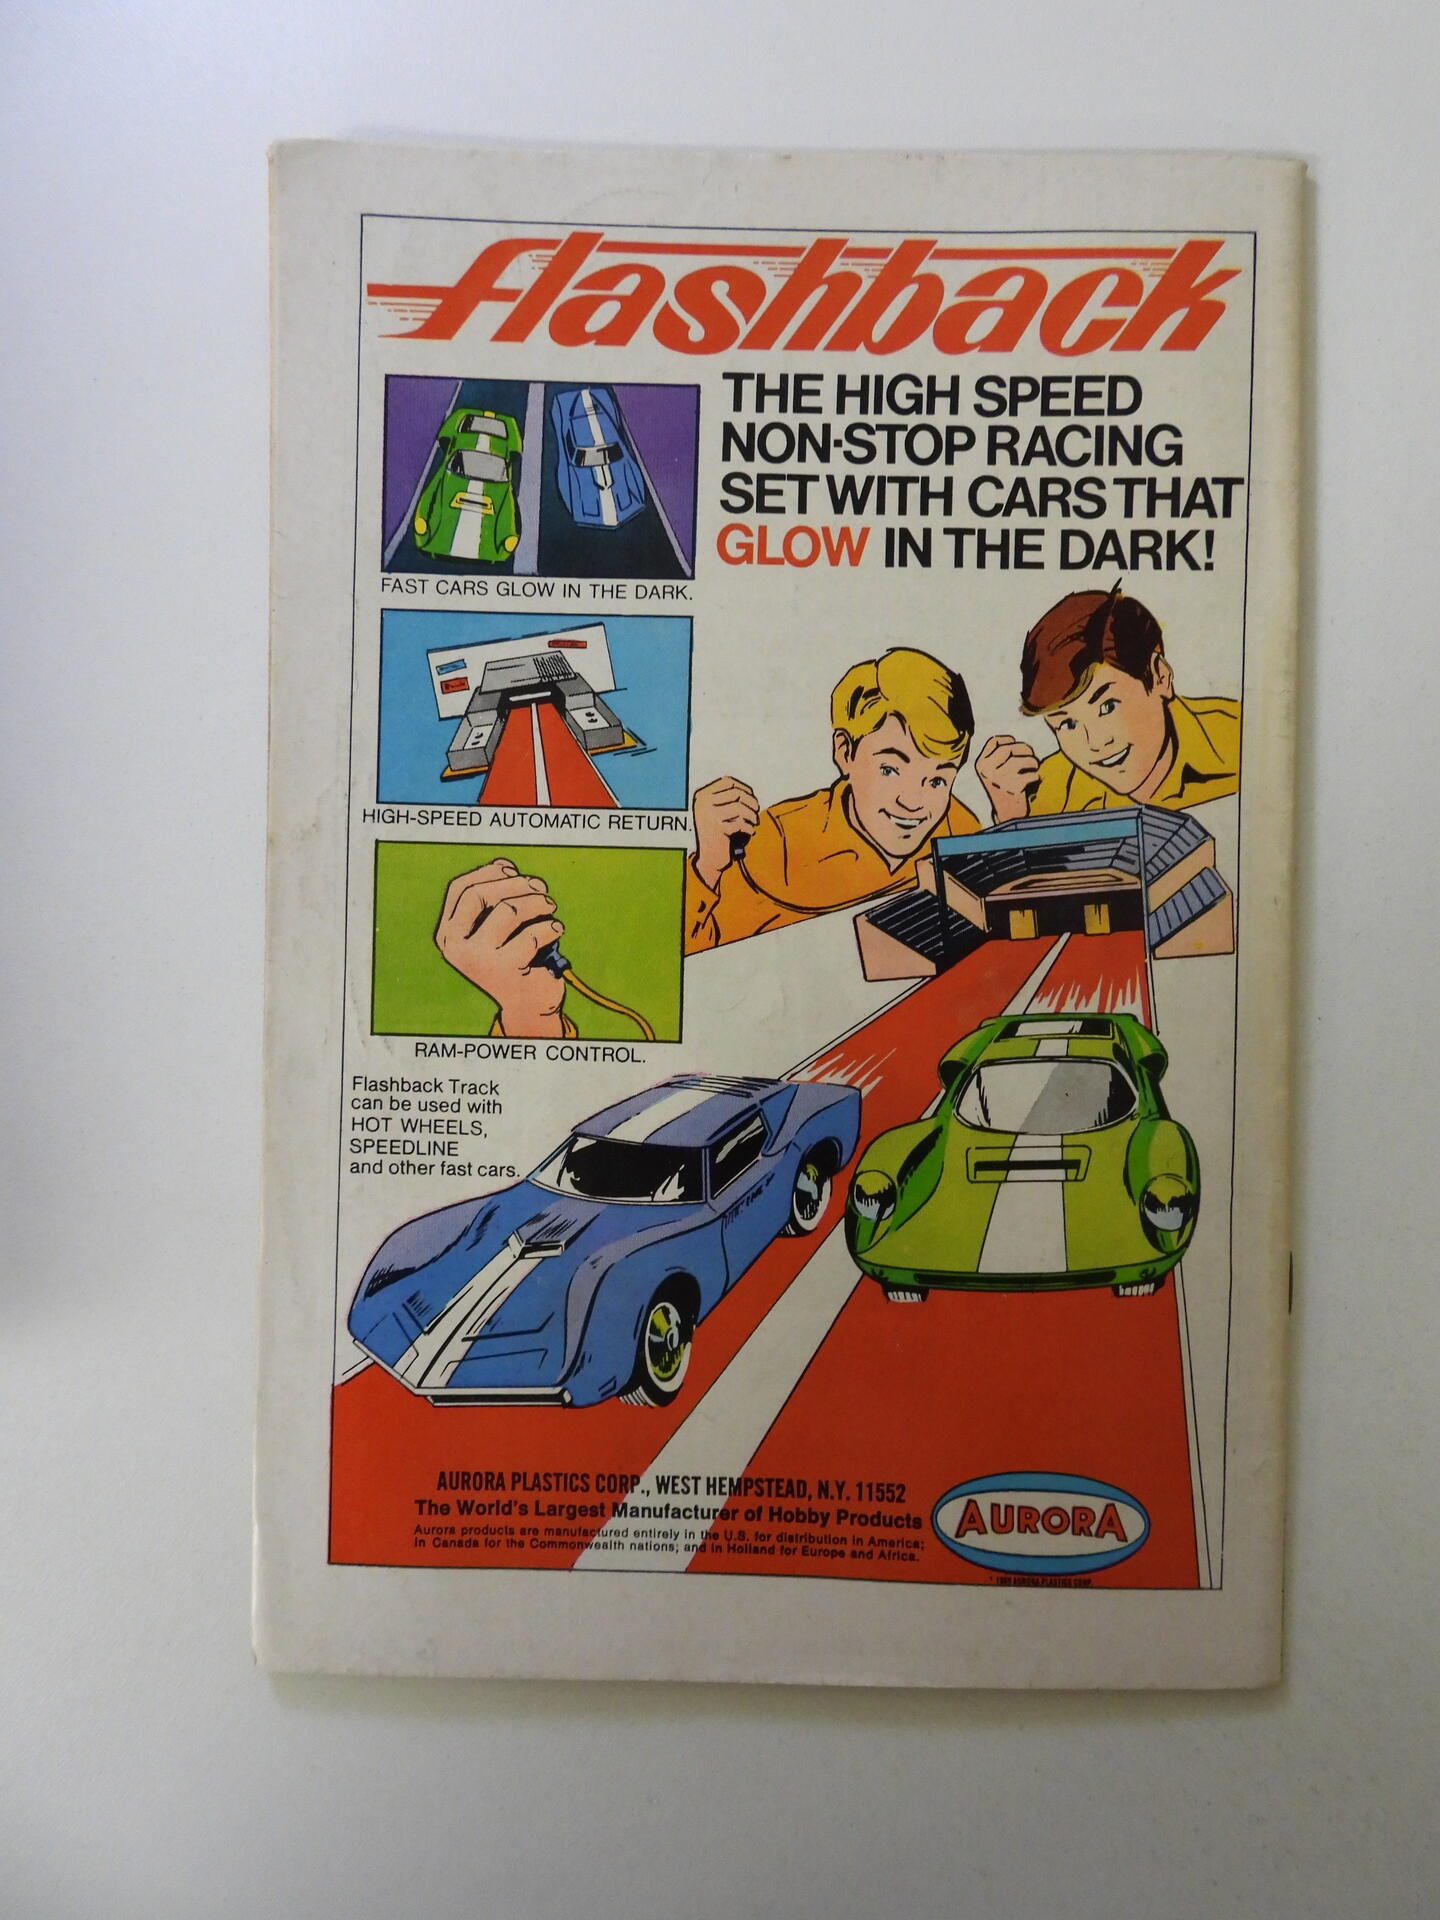 flashback
THE HIGH SPEED
NON-STOP RACING
SET WITH CARS THAT
GLOW IN THE DARK!
FAST CARS GLOW IN THE DARK.
HIGH-SPEED AUTOMATIC RETURN.
RAM-POWER CONTROL.
Flashback Track
can be used with
HOT WHEELS,
SPEEDLINE
and other fast cars.
AURORA PLASTICS CORP., WEST HEMPSTEAD, N.Y. 11552
The World's Largest Manufacturer of Hobby Products
Aurora products are manufactured entirely in the U.S. for distribution in America;
in Canada for the Commonwealth nations; and in Holland for Europe and Africa.
AURORA
AURORA PLASTICS CORP.